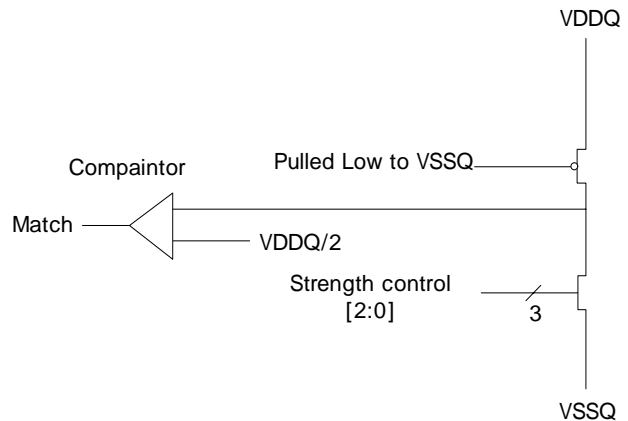 VDDQ
Compaintor
Pulled Low to VSSQ
Match
VDDQ/2
Strength control
[2:0]
3
VSSQ